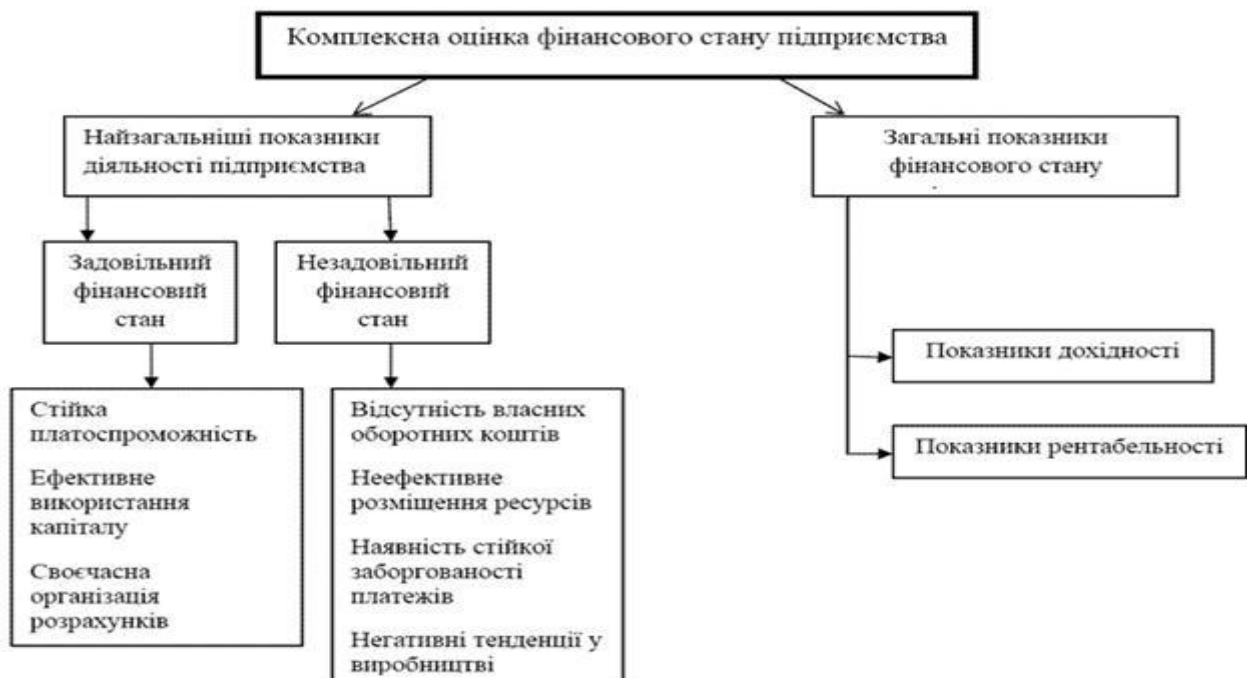 Комплексна оцінка фінансового стану підприємства
Найзагальніші показники
діяльності підприємства
Загальні показники
фінансового стану
Задовільний
фінансовий
стан
Незадовільний
фінансовий
стан
Показники дохідності
Показники рентабельності
Стійка
платоспроможність
Ефективне
використання
капіталу
Своєчасна
організація
розрахунків
Відсутність власних
оборотних коштів
Неефективне
розміщення ресурсів
Наявність стійкої
заборгованості
платежів
Негативні тенденції у
виробництві